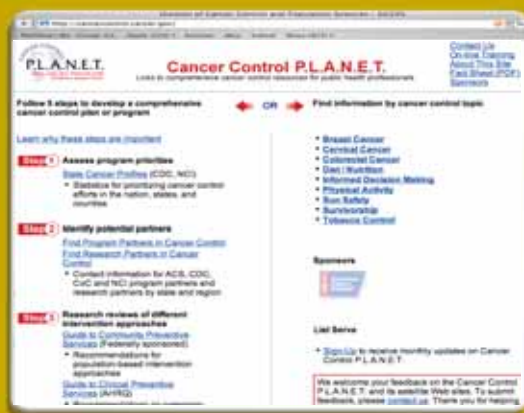 Division of Cancer Control and Population Sciences
P.L.A.N.E.T.
Cancer Control P.L.A.N.E.T.
Links to comprehensive cancer control resources for public health professionals
Contact Us
On-line Training
About This Site
Fact Sheet (PDF)
Sponsors
Follow 5 steps to develop a comprehensive
cancer control plan or program
OR
Find information by cancer control topic
Learn why these steps are important
Step 1 Assess program priorities
State Cancer Profiles (CDC, NCI)
• Statistics for prioritizing cancer control
efforts in the nation, states, and
counties
Step 2 Identify potential partners
Find Program Partners in Cancer Control
Find Research Partners in Cancer
Control
• Contact information for ACS, CDC,
CoC and NCI program partners and
research partners by state and region
Step 3 Research reviews of different
intervention approaches
Guide to Community Preventive
Services (Federally sponsored)
• Recommendations for
population-based intervention
approaches
Guide to Clinical Preventive
Services (AHRQ)
• Breast Cancer
• Cervical Cancer
• Colorectal Cancer
• Diet / Nutrition
• Informed Decision Making
• Physical Activity
• Sun Safety
• Survivorship
• Tobacco Control
Sponsors
List Serve
• Sign-Up to receive monthly updates on Cancer
Control P.L.A.N.E.T.
We welcome your feedback on the Cancer Control
P.L.A.N.E.T. and its satellite Web sites. To submit
feedback, please contact us. Thank you for helping